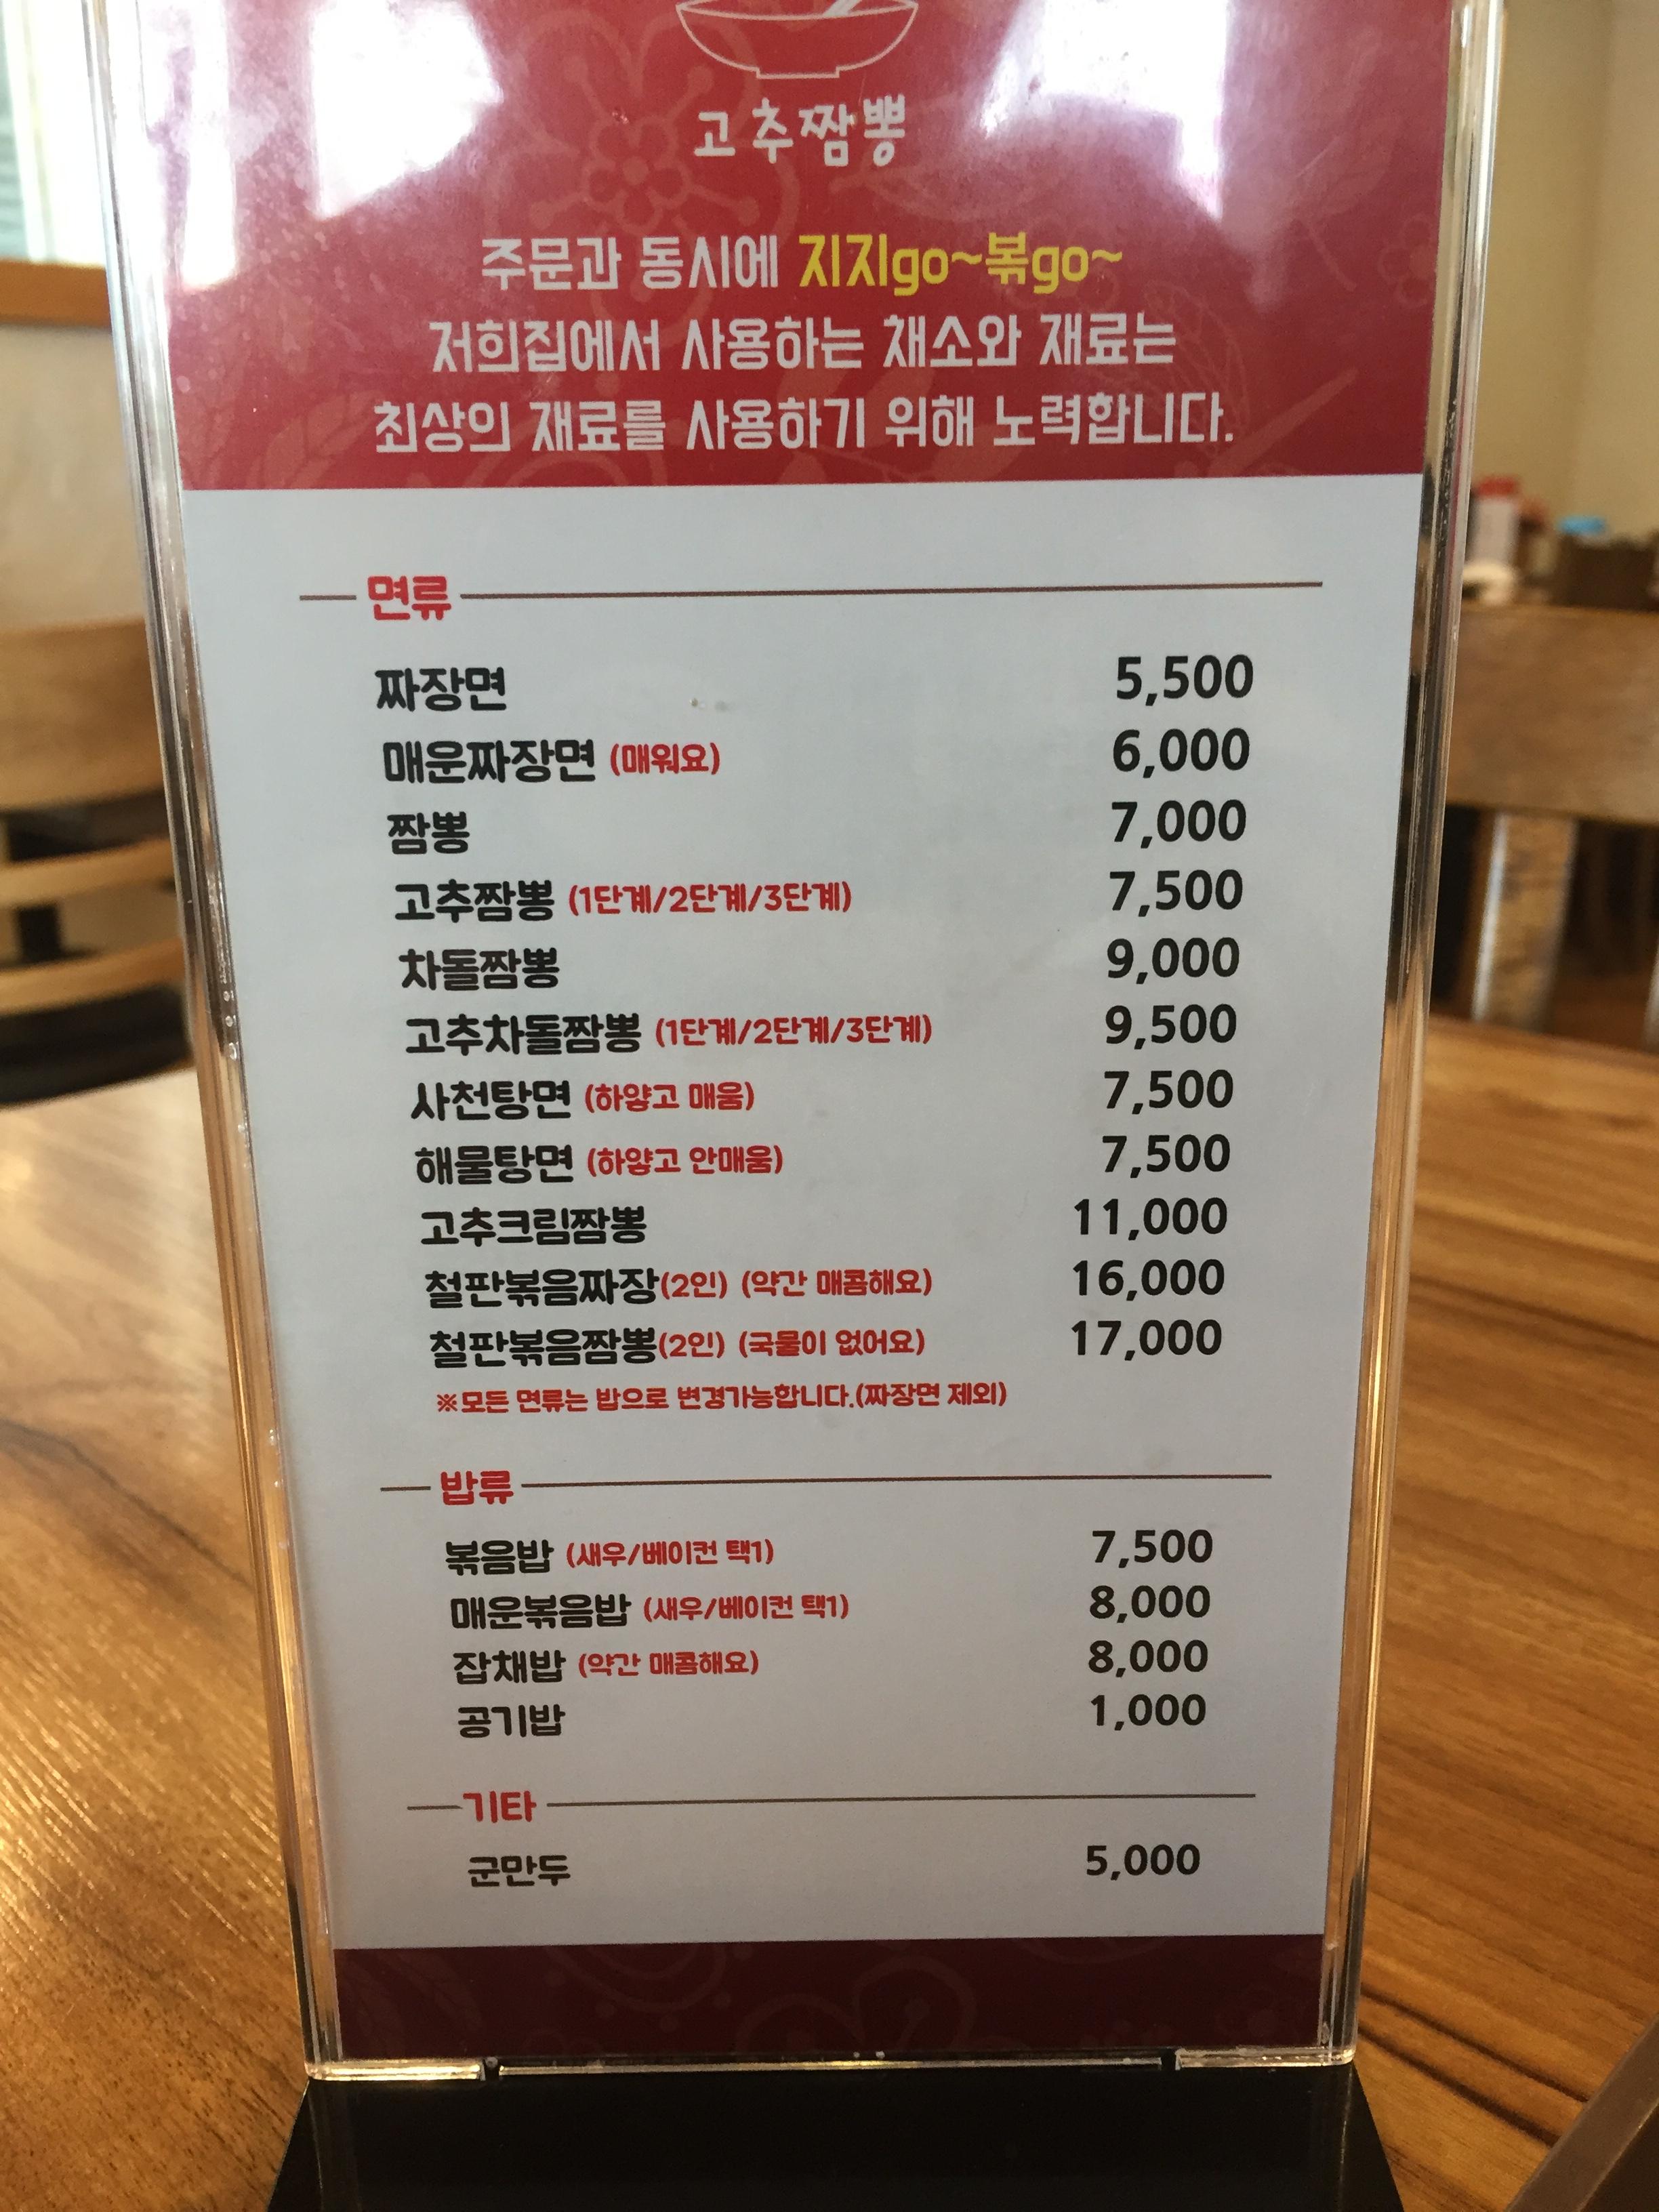 고추짬뽕
주문과 동시에 지지go~볶go~
저희집에서 사용하는 채소와 재료는
최상의 재료를 사용하기 위해 노력합니다.
면류
짜장면 5,500
매운짜장면 (매워요) 6,000
짬뽕 7,000
고추짬뽕 (1단계/2단계/3단계) 7,500
차돌짬뽕 9,000
고추차돌짬뽕 (1단계/2단계/3단계) 9,500
사천탕면 (하얗고 매움) 7,500
해물탕면 (하얗고 안매움) 7,500
고추크림짬뽕 11,000
철판볶음짜장(2인) (약간 매콤해요) 16,000
철판볶음짬뽕(2인) (국물이 없어요) 17,000
※모든 면류는 밥으로 변경가능합니다.(짜장면 제외)
밥류
볶음밥 (새우/베이컨 택1) 7,500
매운볶음밥 (새우/베이컨 택1) 8,000
잡채밥 (약간 매콤해요) 8,000
공기밥 1,000
기타
군만두 5,000